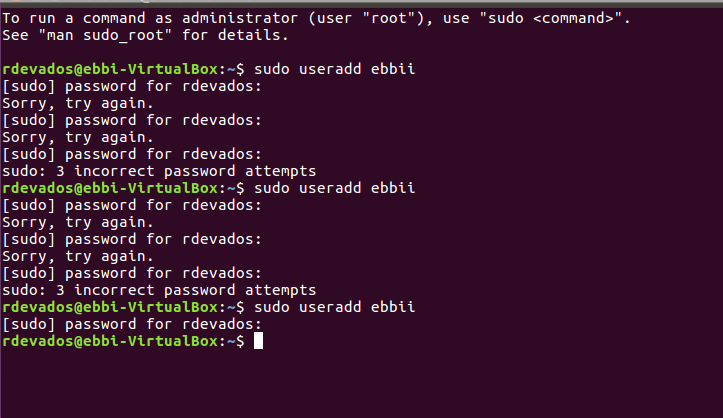 To run a command as administrator (user "root"), use "sudo <command>".
See "man sudo_root" for details.
rdevados@ebbi-VirtualBox:~$ sudo useradd ebbii
[sudo] password for rdevados:
Sorry, try again.
[sudo] password for rdevados:
Sorry, try again.
[sudo] password for rdevados:
sudo: 3 incorrect password attempts
rdevados@ebbi-VirtualBox:~$ sudo useradd ebbii
[sudo] password for rdevados:
Sorry, try again.
[sudo] password for rdevados:
Sorry, try again.
[sudo] password for rdevados:
sudo: 3 incorrect password attempts
rdevados@ebbi-VirtualBox:~$ sudo useradd ebbii
[sudo] password for rdevados:
rdevados@ebbi-VirtualBox:~$